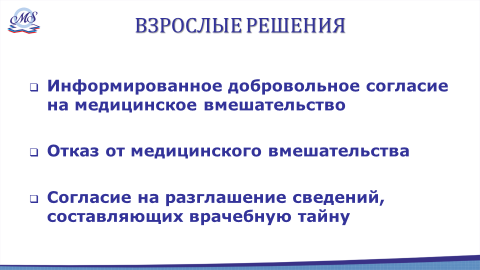 MS
ВЗРОСЛЫЕ РЕШЕНИЯ
Информированное добровольное согласие
на медицинское вмешательство
Отказ от медицинского вмешательства
Согласие на разглашение сведений,
составляющих врачебную тайну